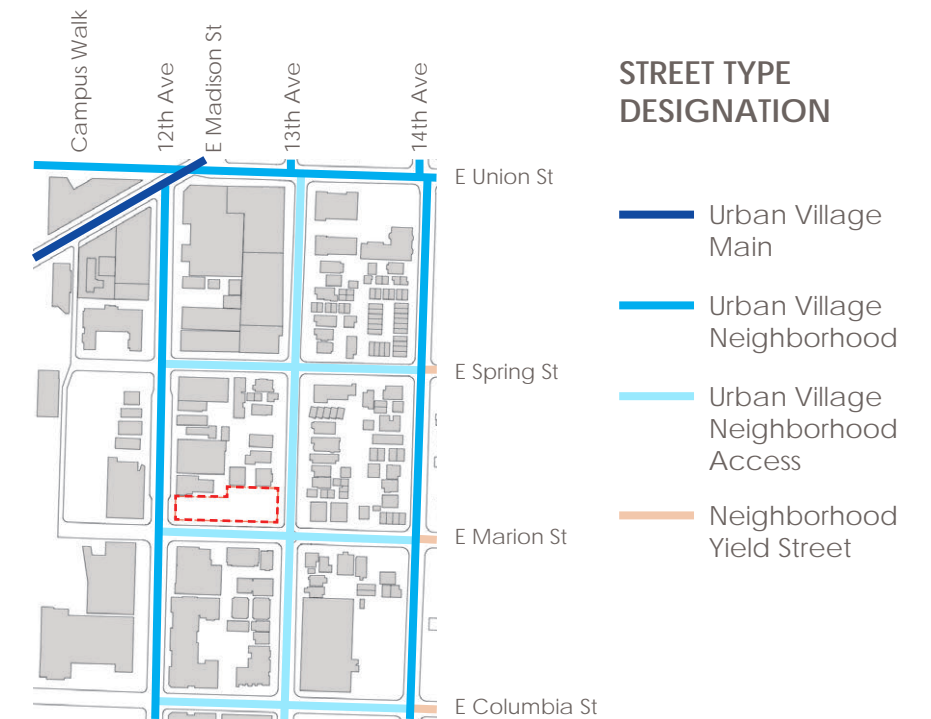 Campus Walk
12th Ave
E Madison St
13th Ave
14th Ave
E Union St
E Spring St
E Marion St
E Columbia St
STREET TYPE
DESIGNATION
Urban Village
Main
Urban Village
Neighborhood
Urban Village
Neighborhood
Access
Neighborhood
Yield Street